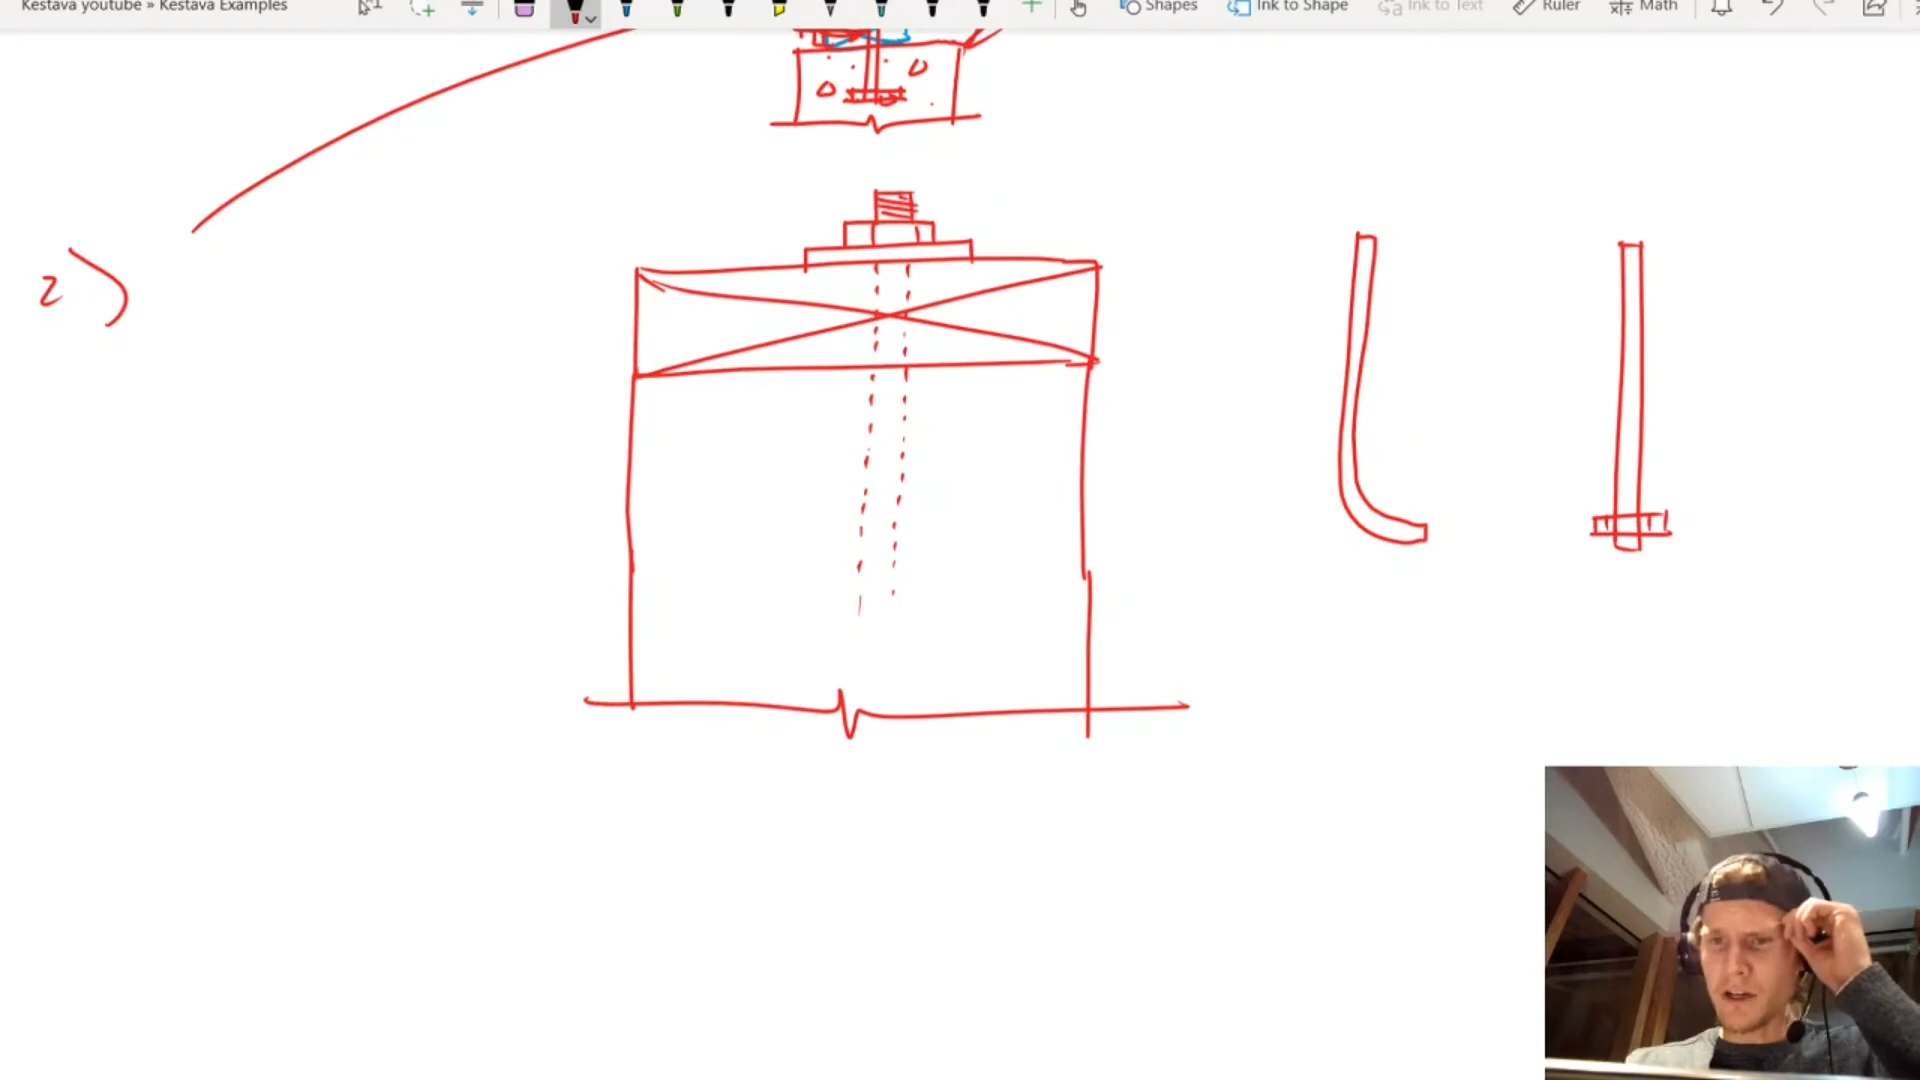 Kestava youtube » Kestava Examples
Shapes
Ink to Shape
Ink to Text
Ruler
Math
2)